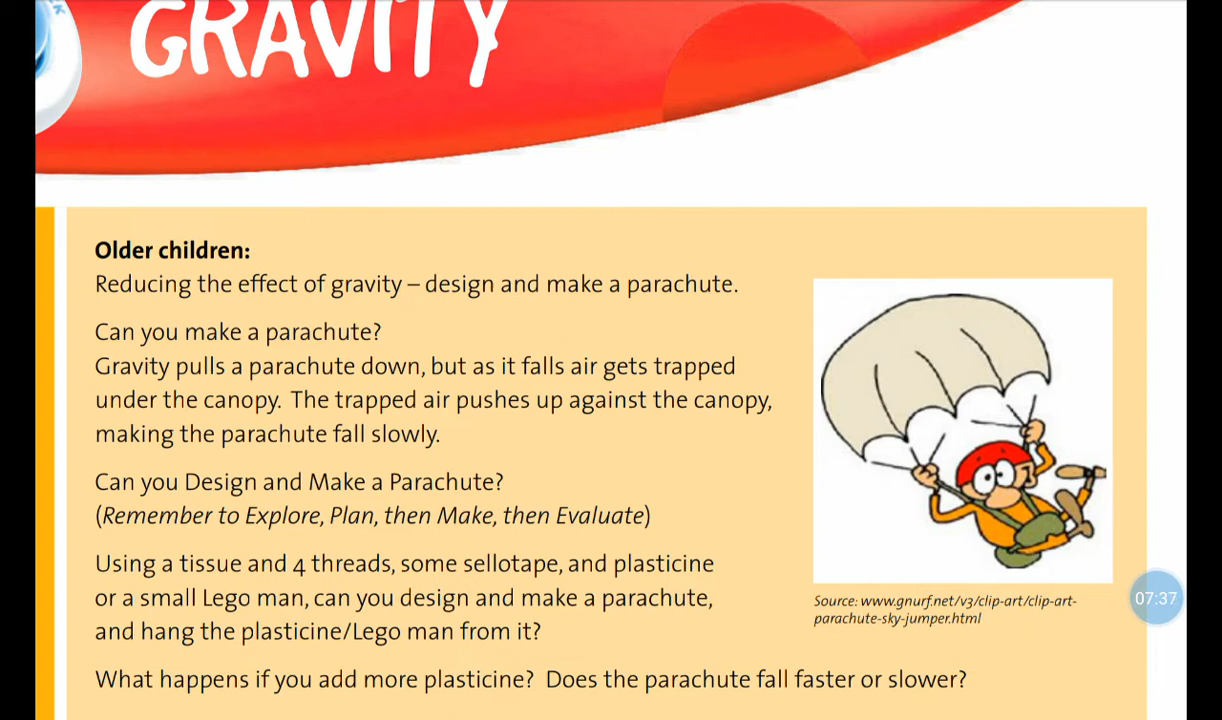 GRAVITY
Older children:
Reducing the effect of gravity – design and make a parachute.
Can you make a parachute?
Gravity pulls a parachute down, but as it falls air gets trapped
under the canopy. The trapped air pushes up against the canopy,
making the parachute fall slowly.
Can you Design and Make a Parachute?
(Remember to Explore, Plan, then Make, then Evaluate)
Using a tissue and 4 threads, some sellotape, and plasticine
or a small Lego man, can you design and make a parachute,
and hang the plasticine/Lego man from it?
What happens if you add more plasticine? Does the parachute fall faster or slower?
Source: www.gnurf.net/v3/clip-art/clip-art-
parachute-sky-jumper.html
07:37